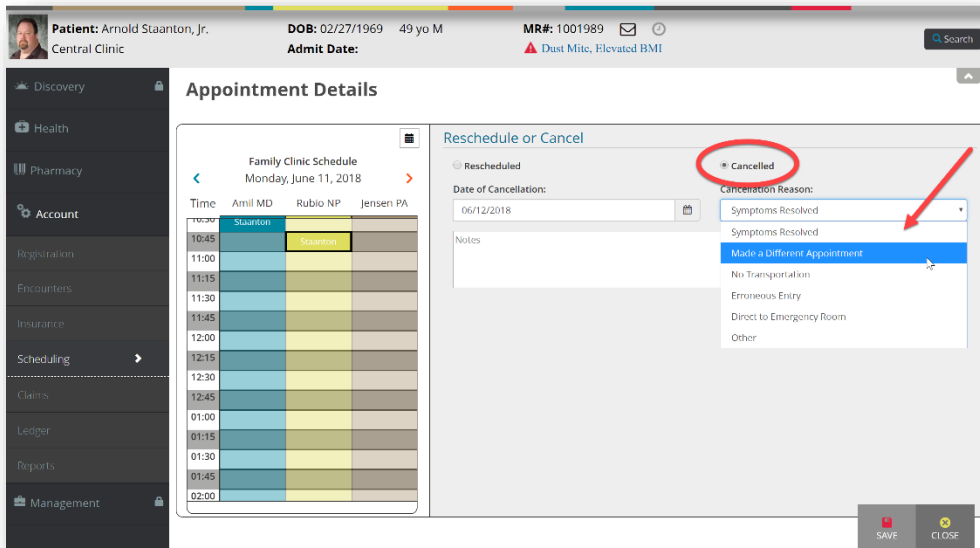 Patient: Arnold Staanton, Jr.
DOB: 02/27/1969 49 yo M
MR#: 1001989
Central Clinic
Admit Date:
Dust Mite, Elevated BMI
Search
Discovery
Health
Pharmacy
Account
Registration
Encounters
Insurance
Scheduling
Claims
Ledger
Reports
Management
Appointment Details
Family Clinic Schedule
Monday, June 11, 2018
Time Amil MD Rubio NP Jensen PA
10:30 Staanton
10:45 Staanton
11:00
11:15
11:30
11:45
12:00
12:15
12:30
12:45
01:00
01:15
01:30
01:45
02:00
Reschedule or Cancel
Rescheduled
Cancelled
Date of Cancellation:
Cancellation Reason:
06/12/2018
Symptoms Resolved
Notes
Symptoms Resolved
Made a Different Appointment
No Transportation
Erroneous Entry
Direct to Emergency Room
Other
SAVE
CLOSE